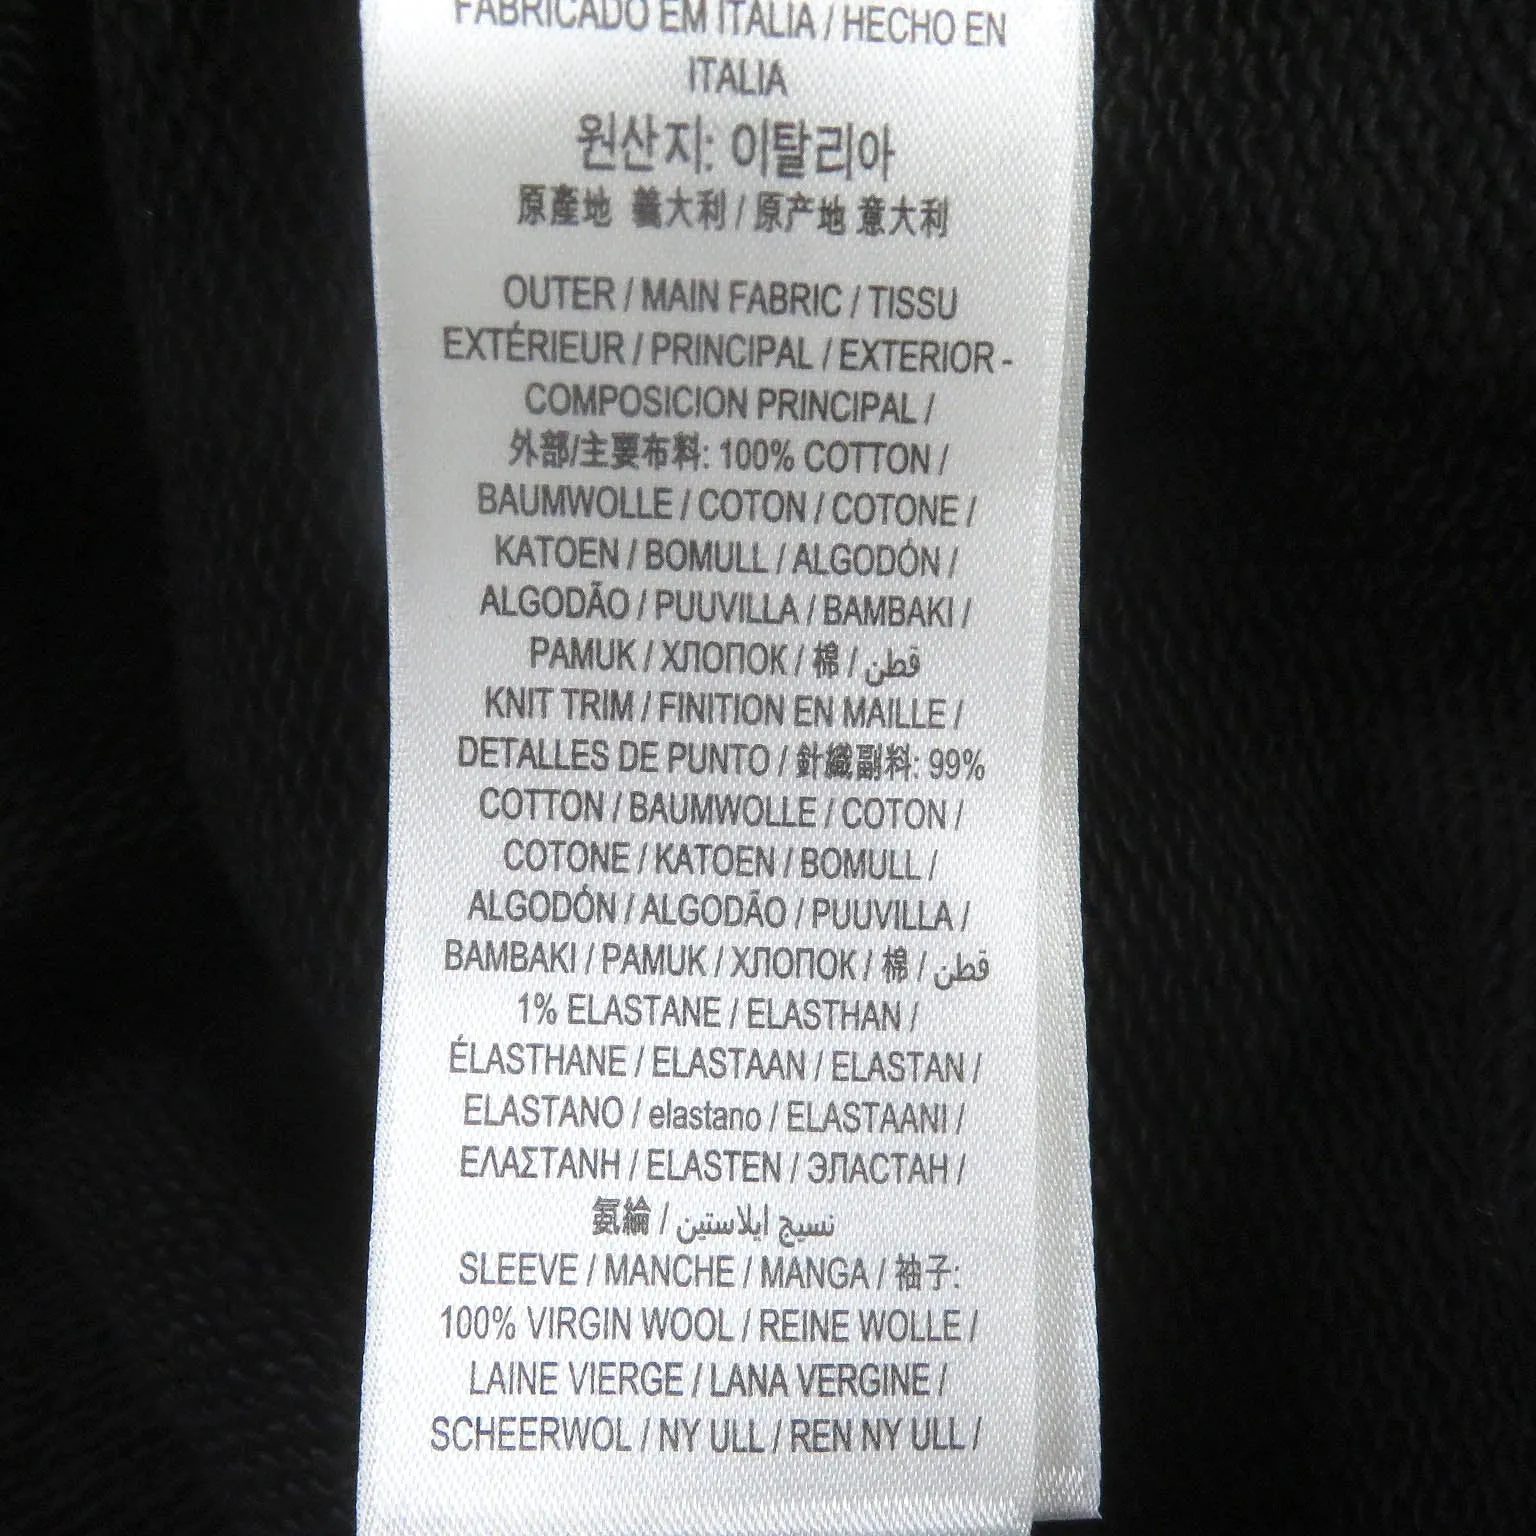 FABRICADO EM ITALIA / HECHO EN
ITALIA
원산지: 이탈리아
原產地 義大利 / 原产地 意大利
OUTER / MAIN FABRIC / TISSU
EXTÉRIEUR / PRINCIPAL / EXTERIOR -
COMPOSICION PRINCIPAL /
外部/主要布料: 100% COTTON /
BAUMWOLLE / COTON / COTONE /
KATOEN / BOMULL / ALGODÓN /
ALGODÃO / PUUVILLA / BAMBAKI /
PAMUK / ХЛОПОК / 棉 / قطن
KNIT TRIM / FINITION EN MAILLE /
DETALLES DE PUNTO / 針織副料: 99%
COTTON / BAUMWOLLE / COTON /
COTONE / KATOEN / BOMULL /
ALGODÓN / ALGODÃO / PUUVILLA /
BAMBAKI / PAMUK / ХЛОПОК / 棉 / قطن
1% ELASTANE / ELASTHAN /
ÉLASTHANE / ELASTAAN / ELASTAN /
ELASTANO / elastano / ELASTAANI /
ΕΛΑΣΤΑΝΗ / ELASTEN / ЭЛАСТАН /
氨綸 / نسيج ايلاستين
SLEEVE / MANCHE / MANGA / 袖子:
100% VIRGIN WOOL / REINE WOLLE /
LAINE VIERGE / LANA VERGINE /
SCHEERWOL / NY ULL / REN NY ULL /